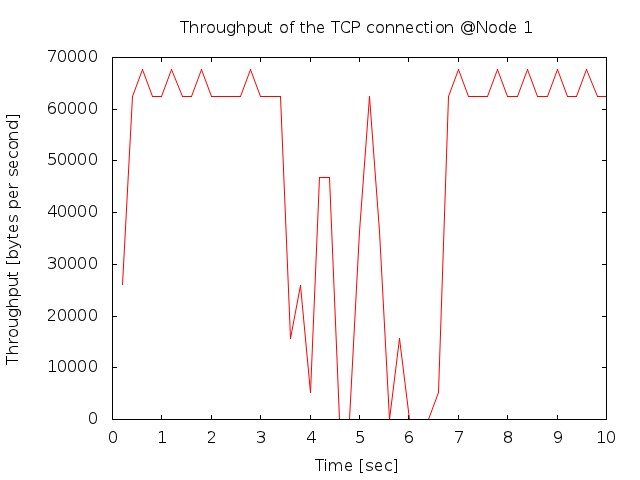 Throughput of the TCP connection @Node 1
70000
60000
50000
40000
30000
20000
10000
0
Throughput [bytes per second]
0 1 2 3 4 5 6 7 8 9 10
Time [sec]